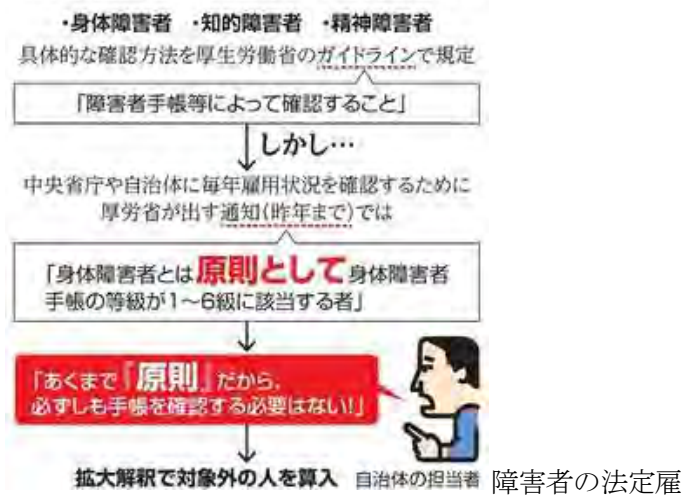 ・身体障害者 ・知的障害者 ・精神障害者
具体的な確認方法を厚生労働省のガイドラインで規定
「障害者手帳等によって確認すること」
しかし…
中央省庁や自治体に毎年雇用状況を確認するために
厚労省が出す通知(昨年まで)では
「身体障害者とは原則として身体障害者
手帳の等級が1〜6級に該当する者」
「あくまで『原則』だから、
必ずしも手帳を確認する必要はない!」
拡大解釈で対象外の人を算入
自治体の担当者
障害者の法定雇